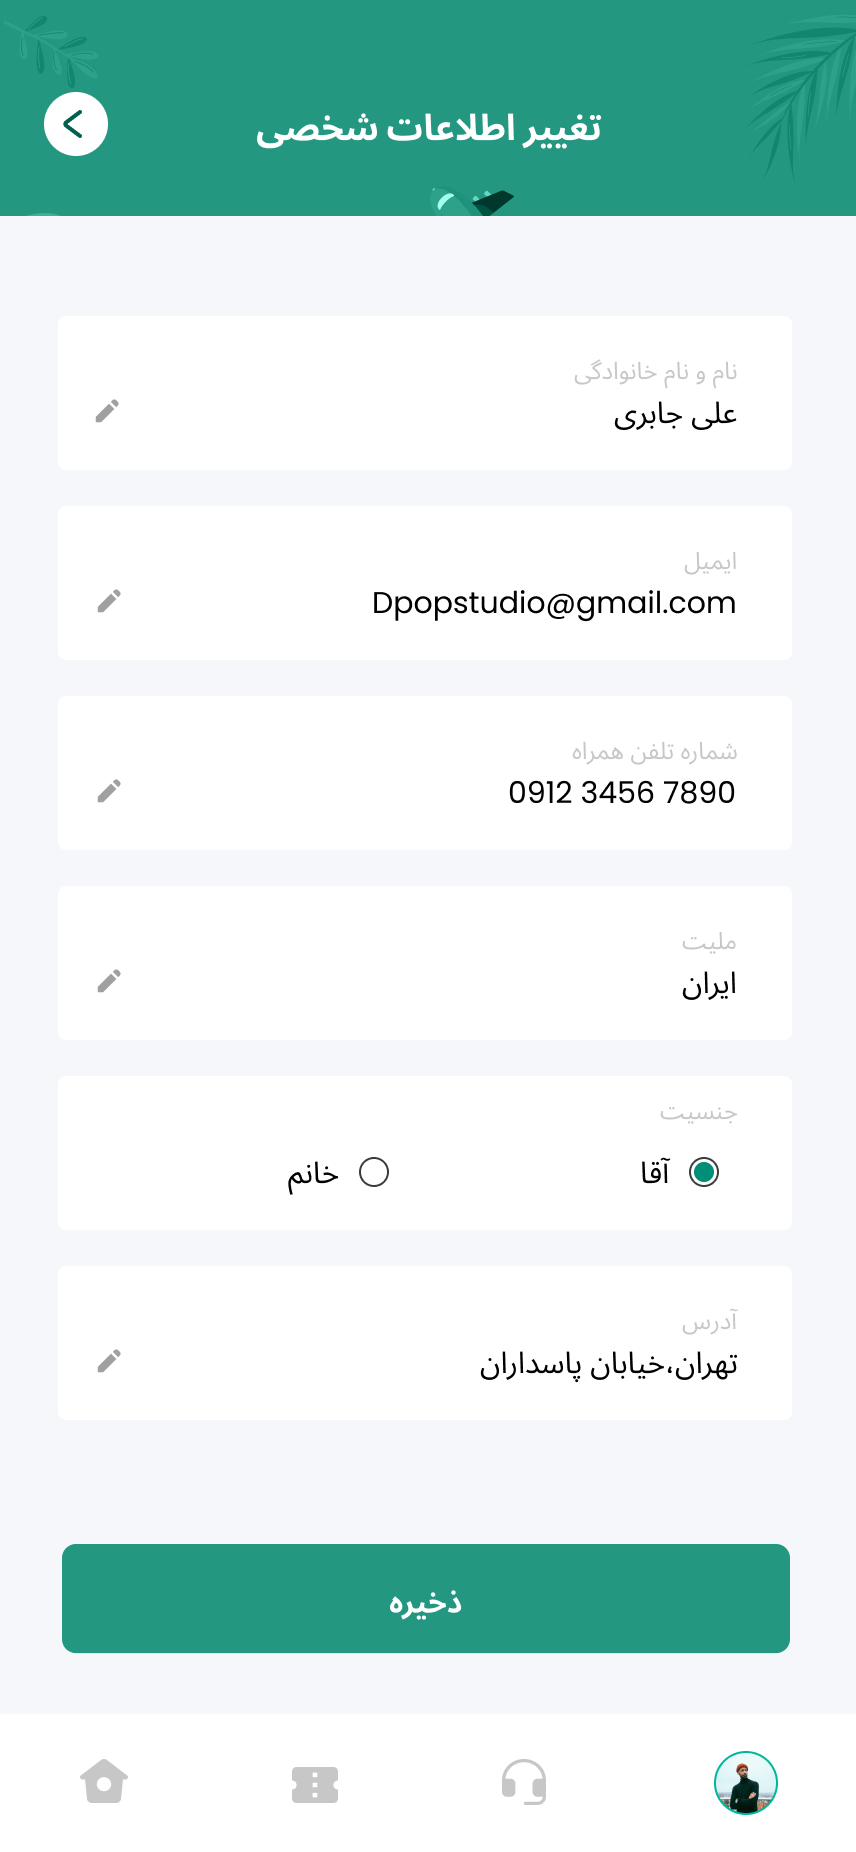 تغییر اطلاعات شخصی
نام و نام خانوادگی
علی جابری
ایمیل
Dpopstudio@gmail.com
شماره تلفن همراه
0912 3456 7890
ملیت
ایران
جنسیت
آقا خانم
آدرس
تهران،خیابان پاسداران
ذخیره